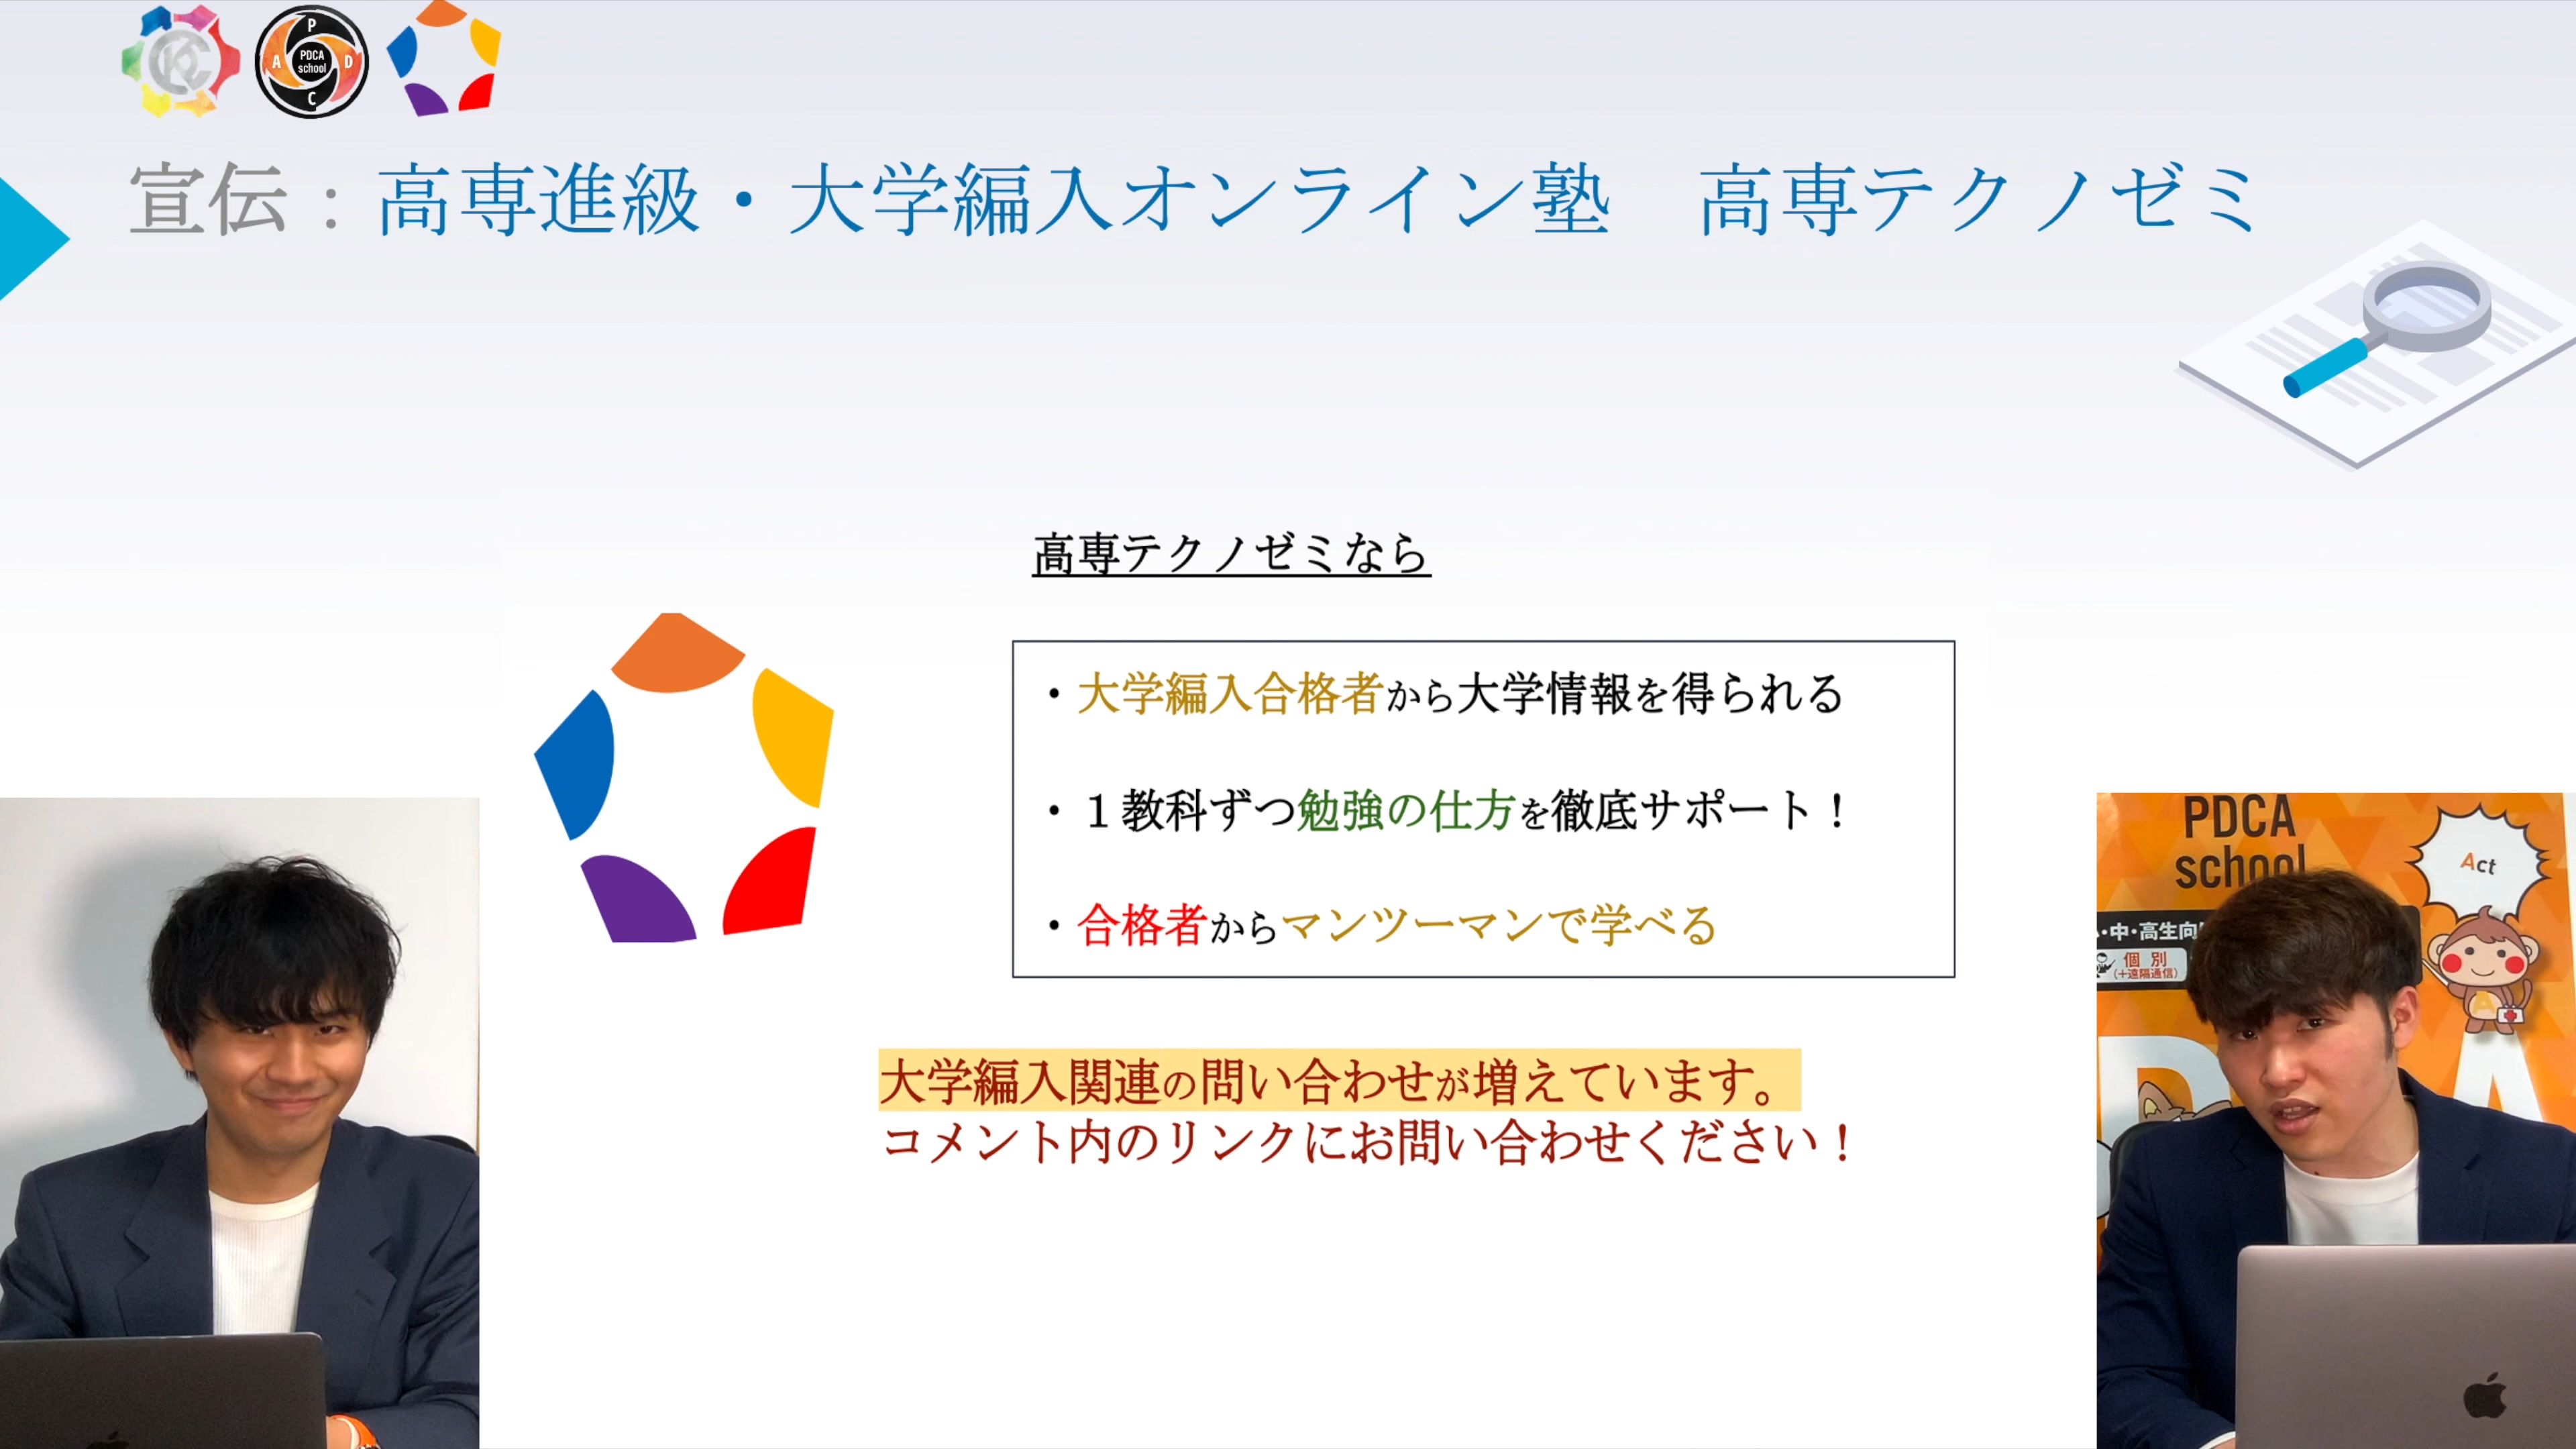 P
A
PDCA
school
D
C
宣伝：高専進級・大学編入オンライン塾　高専テクノゼミ
高専テクノゼミなら
・大学編入合格者から大学情報を得られる
・１教科ずつ勉強の仕方を徹底サポート！
・合格者からマンツーマンで学べる
大学編入関連の問い合わせが増えています。
コメント内のリンクにお問い合わせください！
PDCA
school
Act
・中・高生向
個別
(＋遠隔通信)
A